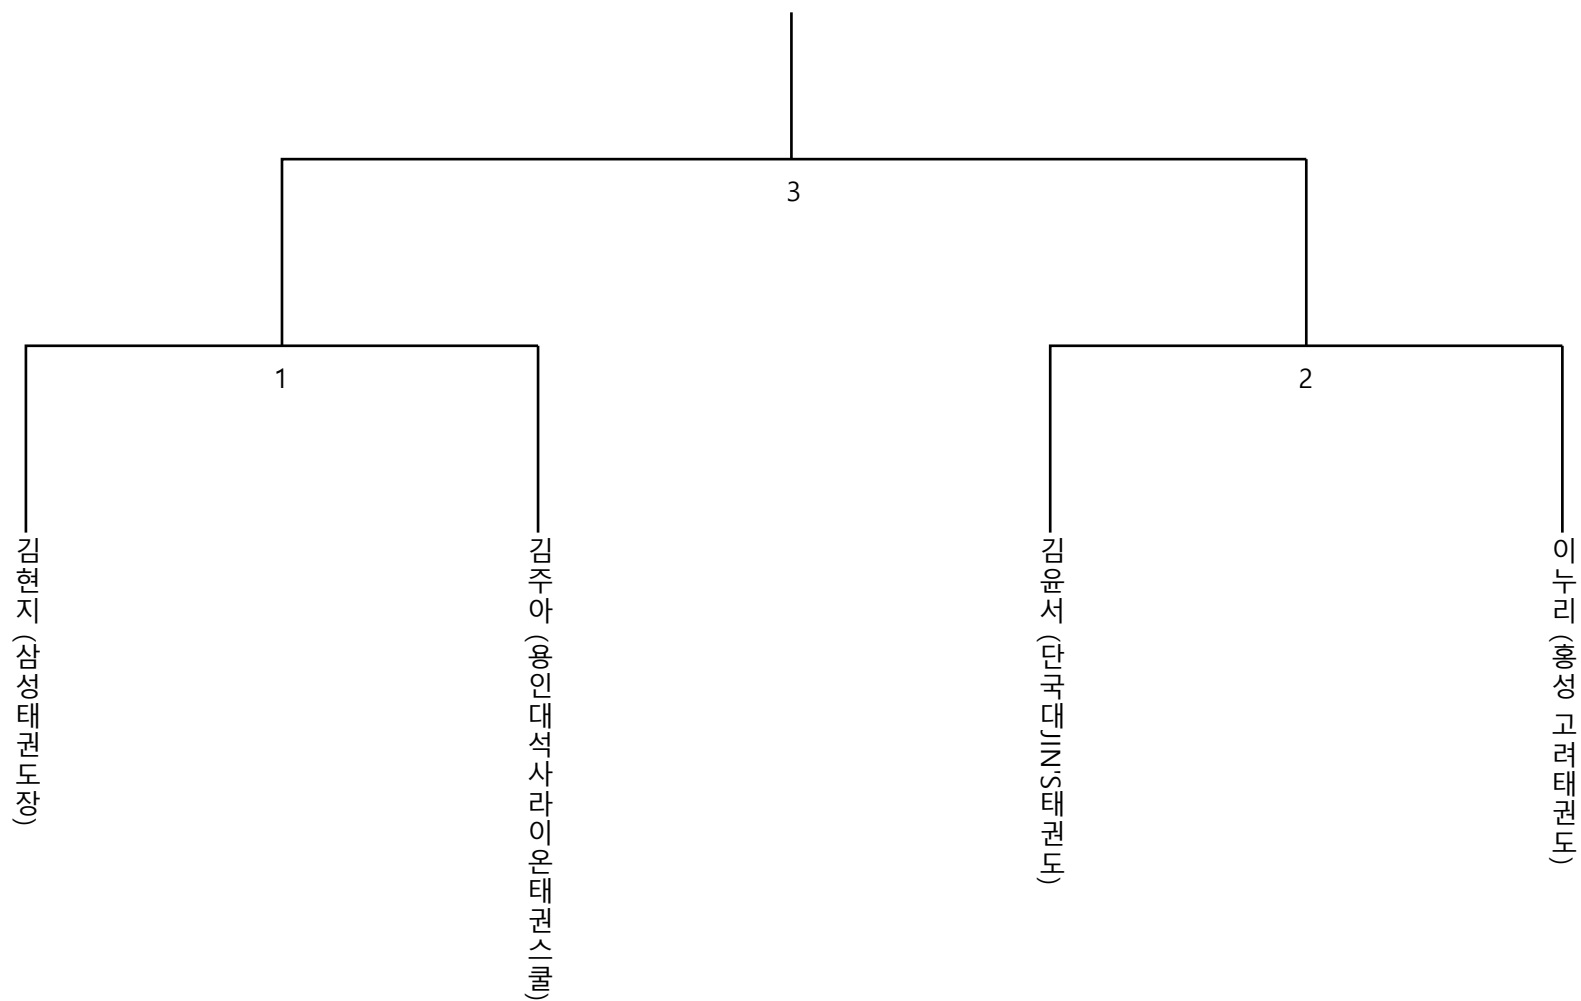 3
1
2
김현지 (삼성태권도장)
김주아 (용인대석사라이온태권스쿨)
김윤서 (단국대JIN'S태권도)
이누리 (홍성 고려태권도)